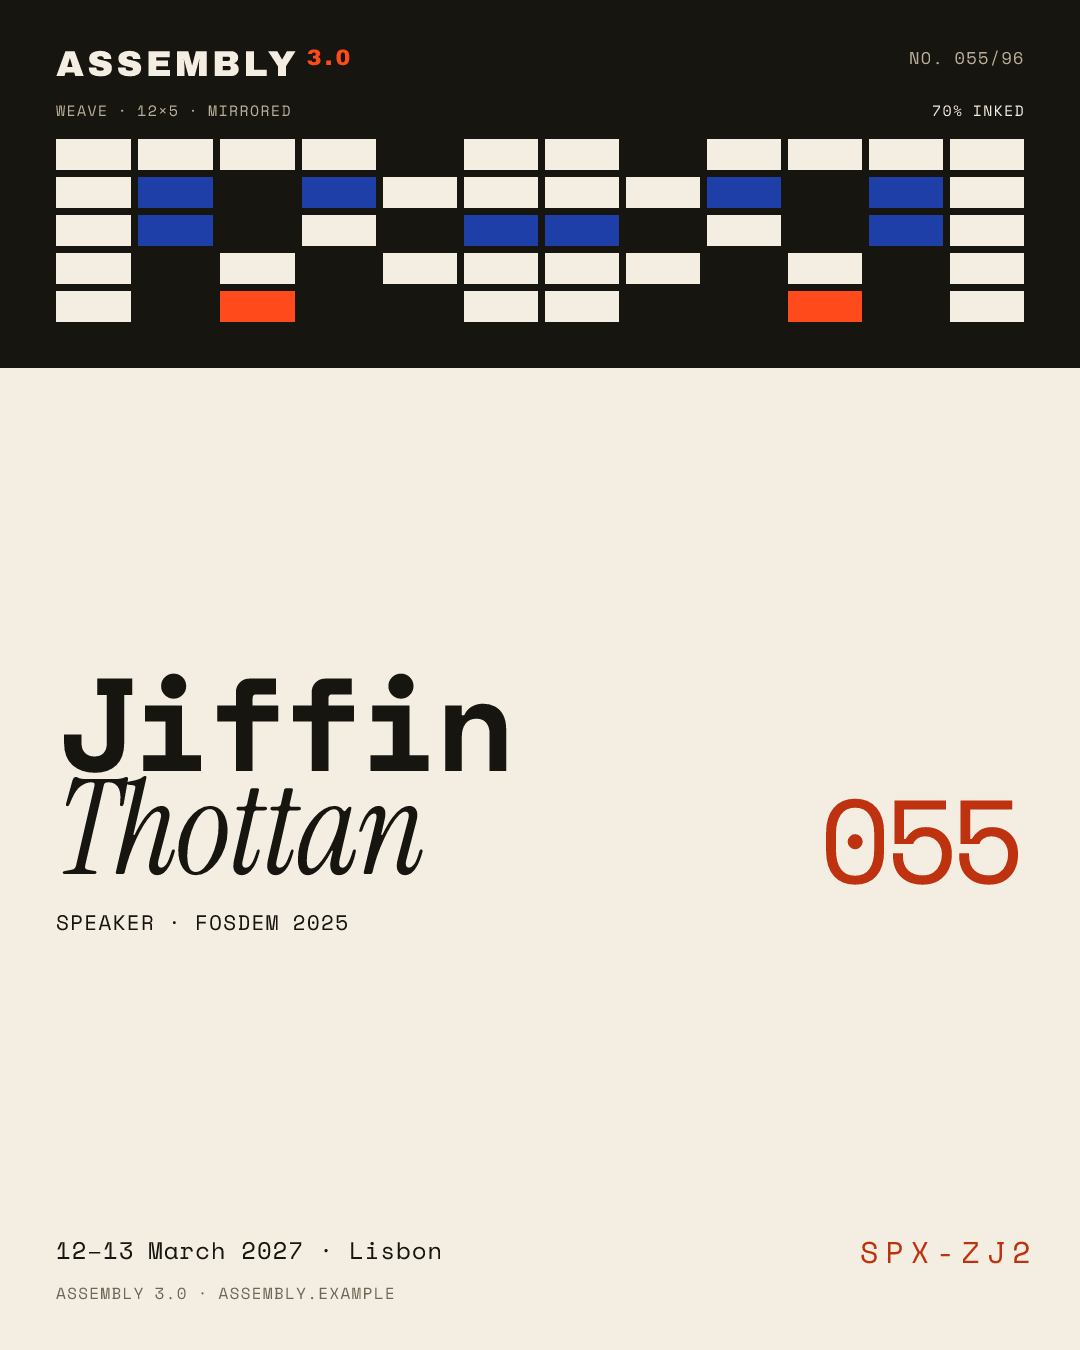 ASSEMBLY 3.0
NO. 055/96
WEAVE · 12×5 · MIRRORED
70% INKED
Jiffin
Thottan
055
SPEAKER · FOSDEM 2025
12–13 March 2027 · Lisbon
SPX-ZJ2
ASSEMBLY 3.0 · ASSEMBLY.EXAMPLE